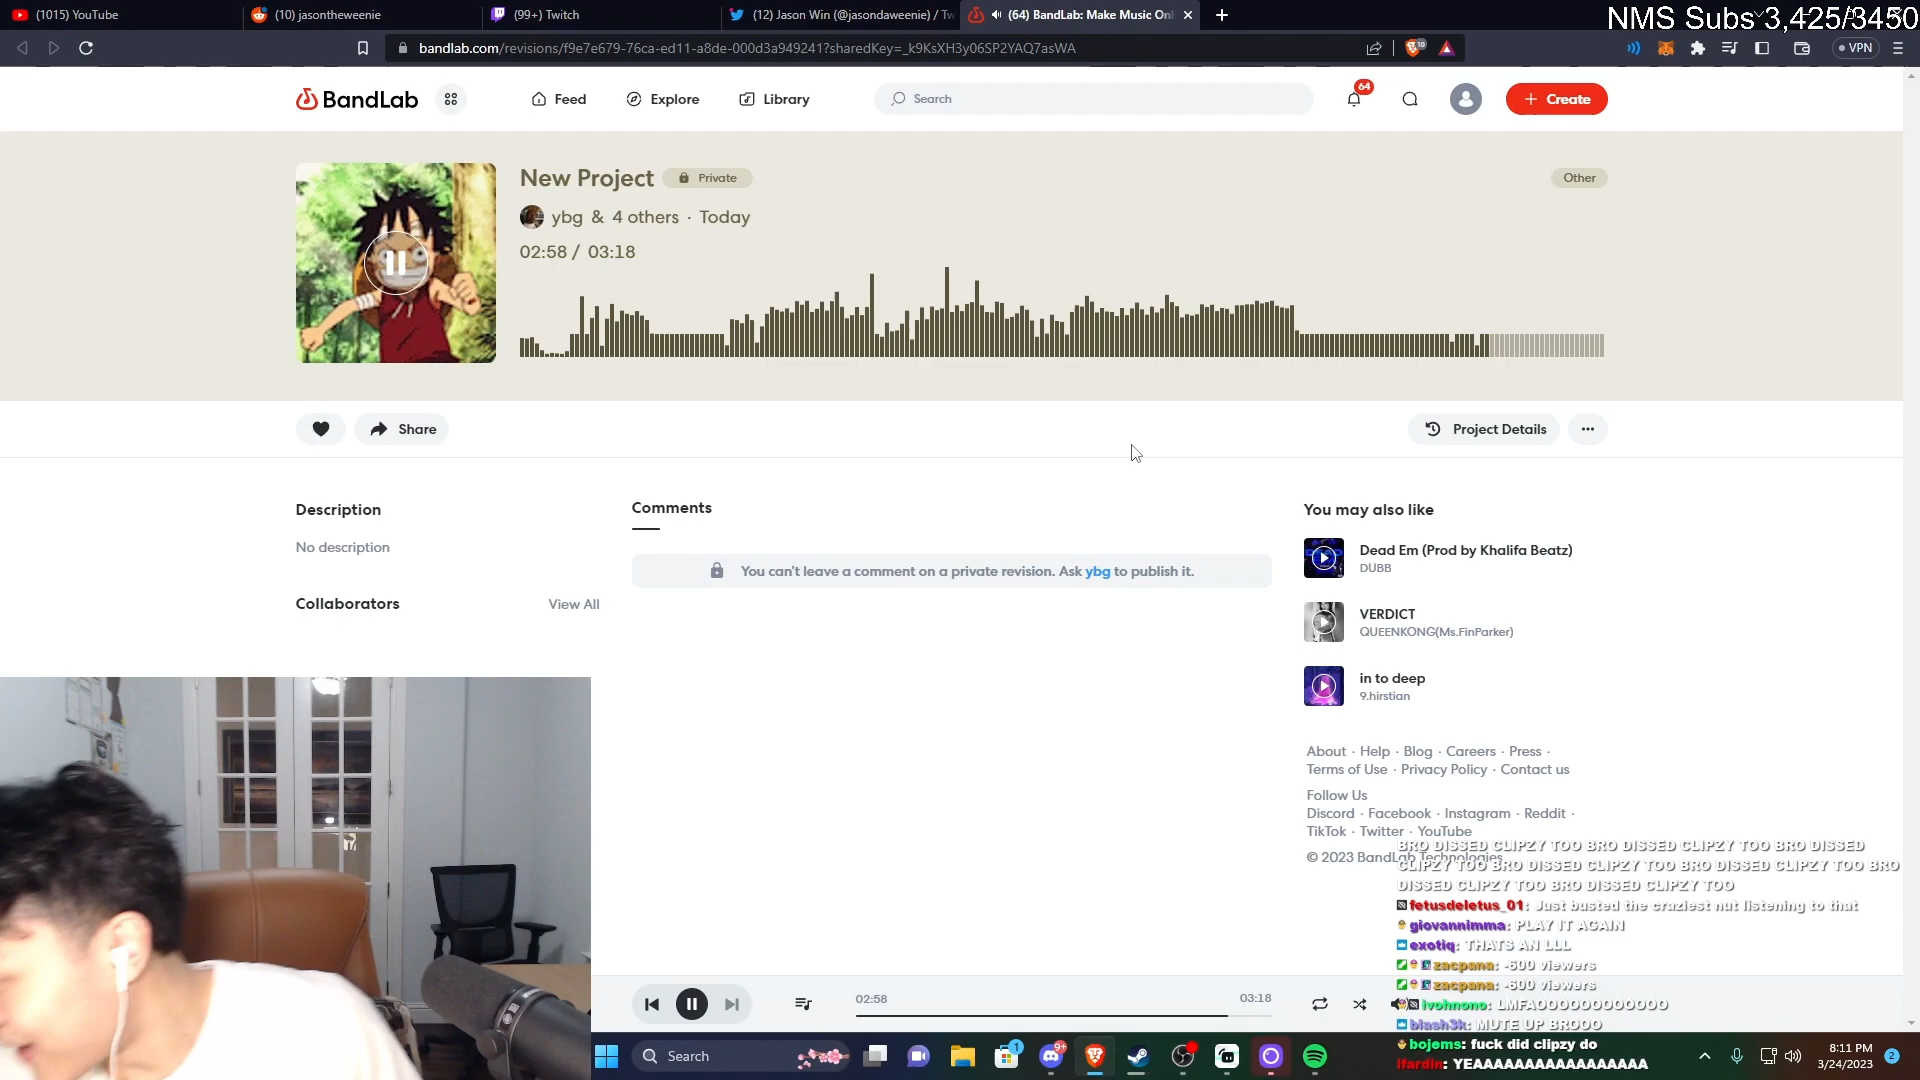 (1015) YouTube
(10) jasontheweenie
(99+) Twitch
(12) Jason Win (@jasondaweenie) / Tw
(64) BandLab: Make Music Onl
NMS Subs 3,425/3450
bandlab.com/revisions/f9e7e679-76ca-ed11-a8de-000d3a949241?sharedKey=_k9KsXH3y06SP2YAQ7asWA
10
VPN
BandLab
Feed
Explore
Library
Search
64
Create
New Project
Private
Other
ybg & 4 others · Today
02:58 / 03:18
Share
Project Details
Description
No description
Collaborators
View All
Comments
You can't leave a comment on a private revision. Ask ybg to publish it.
You may also like
Dead Em (Prod by Khalifa Beatz)
DUBB
VERDICT
QUEENKONG(Ms.FinParker)
in to deep
9.hirstian
About · Help · Blog · Careers · Press ·
Terms of Use · Privacy Policy · Contact us
Follow Us
Discord · Facebook · Instagram · Reddit ·
TikTok · Twitter · YouTube
© 2023 BandLab Technologies
BRO DISSED CLIPZY TOO BRO DISSED CLIPZY TOO BRO DISSED
CLIPZY TOO BRO DISSED CLIPZY TOO BRO DISSED CLIPZY TOO BRO
DISSED CLIPZY TOO BRO DISSED CLIPZY TOO
fetusdeletus_01: Just busted the craziest nut listening to that
giovannimma: PLAY IT AGAIN
exotiq: THATS AN LLL
zacpana: -600 viewers
zacpana: -600 viewers
ivohnono: LMFAOOOOOOOOOOOO
blash3k: MUTE UP BROOO
bojems: fuck did clipzy do
lfardin: YEAAAAAAAAAAAAAAAAA
02:58
03:18
Search
1
9+
8:11 PM
3/24/2023
2